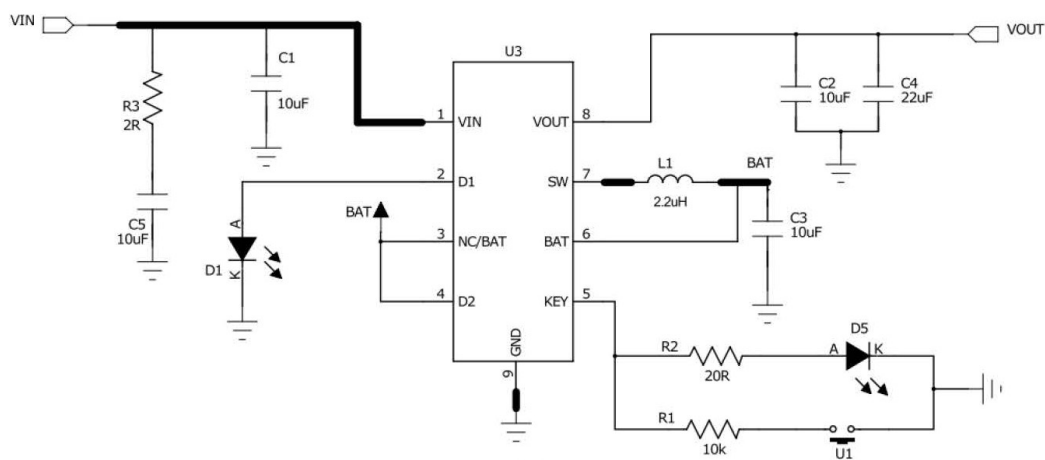 VIN
VOUT
U3
C1
10uF
R3
2R
C2
10uF
C4
22uF
1
VIN
VOUT
8
2
D1
SW
7
L1
2.2uH
BAT
C5
10uF
A
K
D1
BAT
3
NC/BAT
BAT
6
C3
10uF
4
D2
KEY
5
GND
9
R2
20R
A
D5
K
R1
10k
U1